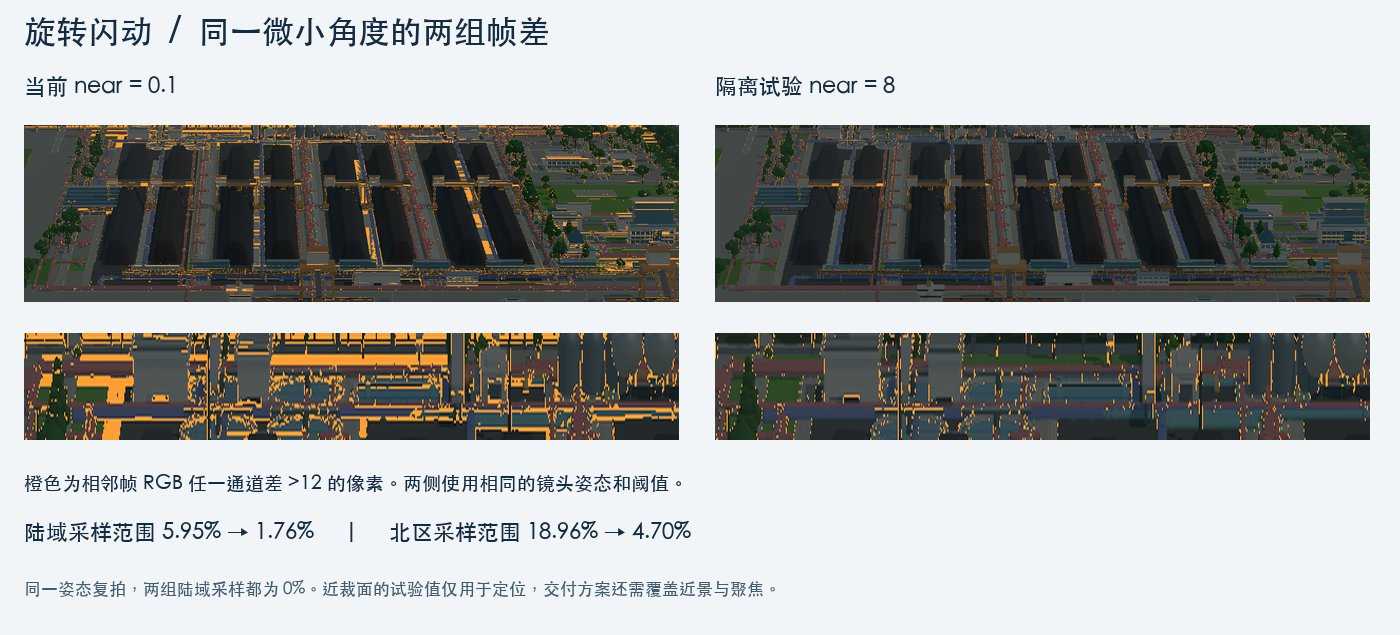 旋转闪动 / 同一微小角度的两组帧差
当前 near = 0.1
隔离试验 near = 8
橙色为相邻帧 RGB 任一通道差 >12 的像素。两侧使用相同的镜头姿态和阈值。
陆域采样范围 5.95% → 1.76% | 北区采样范围 18.96% → 4.70%
同一姿态复拍，两组陆域采样都为 0%。近裁面的试验值仅用于定位，交付方案还需覆盖近景与聚焦。